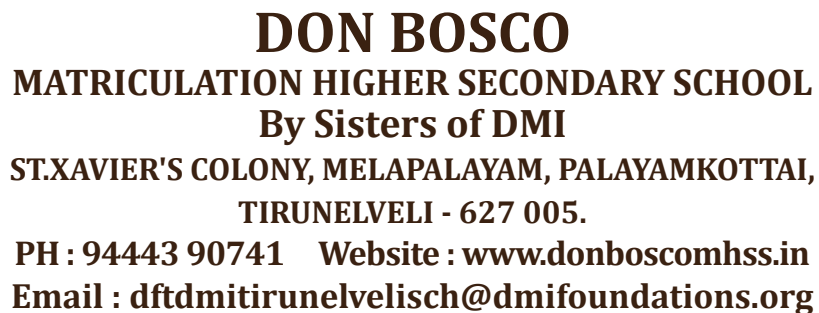 DON BOSCO
MATRICULATION HIGHER SECONDARY SCHOOL
By Sisters of DMI
ST.XAVIER'S COLONY, MELAPALAYAM, PALAYAMKOTTAI,
TIRUNELVELI - 627 005.
PH : 94443 90741 Website : www.donboscomhss.in
Email : dftdmitirunelvelisch@dmifoundations.org